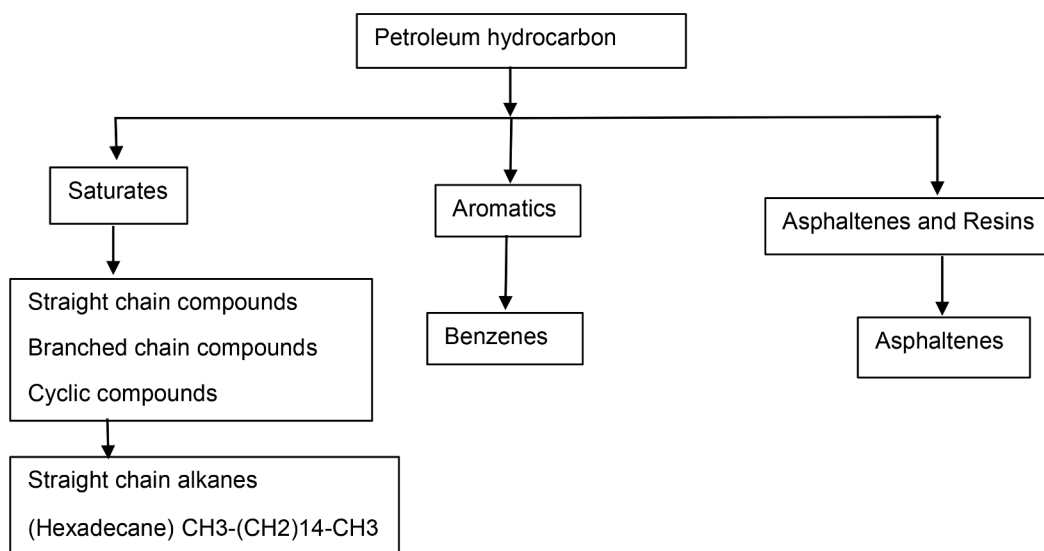 Petroleum hydrocarbon
Saturates
Aromatics
Asphaltenes and Resins
Straight chain compounds
Branched chain compounds
Cyclic compounds
Benzenes
Asphaltenes
Straight chain alkanes
(Hexadecane) CH3-(CH2)14-CH3